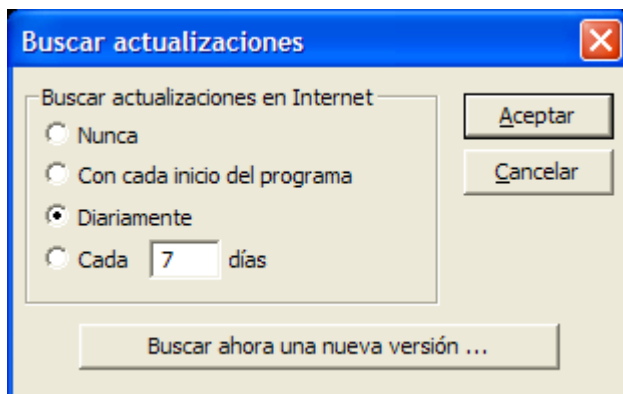 Buscar actualizaciones
Buscar actualizaciones en Internet
Nunca
Con cada inicio del programa
Diariamente
Cada 7 días
Aceptar
Cancelar
Buscar ahora una nueva versión ...